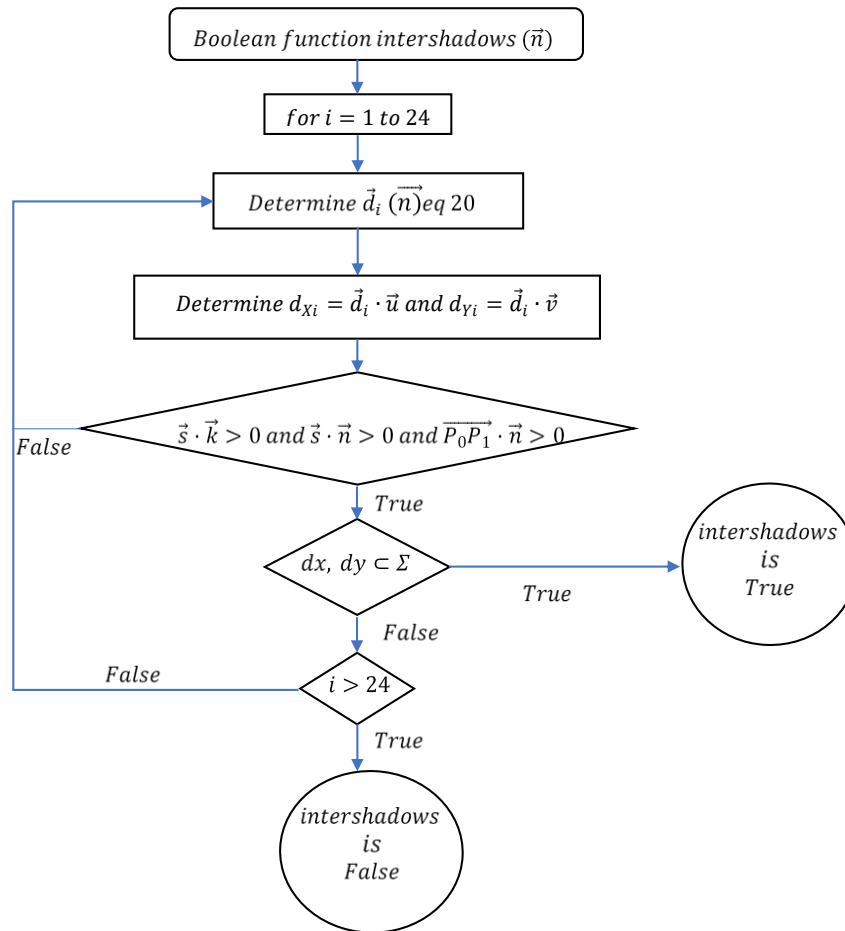 Boolean function intershadows (n⃗)
for i = 1 to 24
Determine d⃗ᵢ (n⃗)eq 20
Determine d_Xi = d⃗ᵢ · u⃗ and d_Yi = d⃗ᵢ · v⃗
s⃗ · k⃗ > 0 and s⃗ · n⃗ > 0 and P₀P₁⃗ · n⃗ > 0
False
True
dx, dy ⊂ Σ
True
intershadows
is
True
False
False
i > 24
True
intershadows
is
False